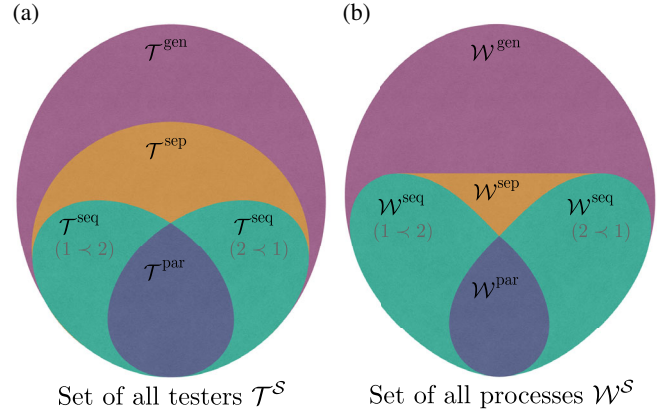 (a)
𝒯^gen
𝒯^sep
𝒯^seq
(1 ≺ 2)
𝒯^seq
(2 ≺ 1)
𝒯^par
Set of all testers 𝒯^𝒮
(b)
𝒲^gen
𝒲^sep
𝒲^seq
(1 ≺ 2)
𝒲^seq
(2 ≺ 1)
𝒲^par
Set of all processes 𝒲^𝒮